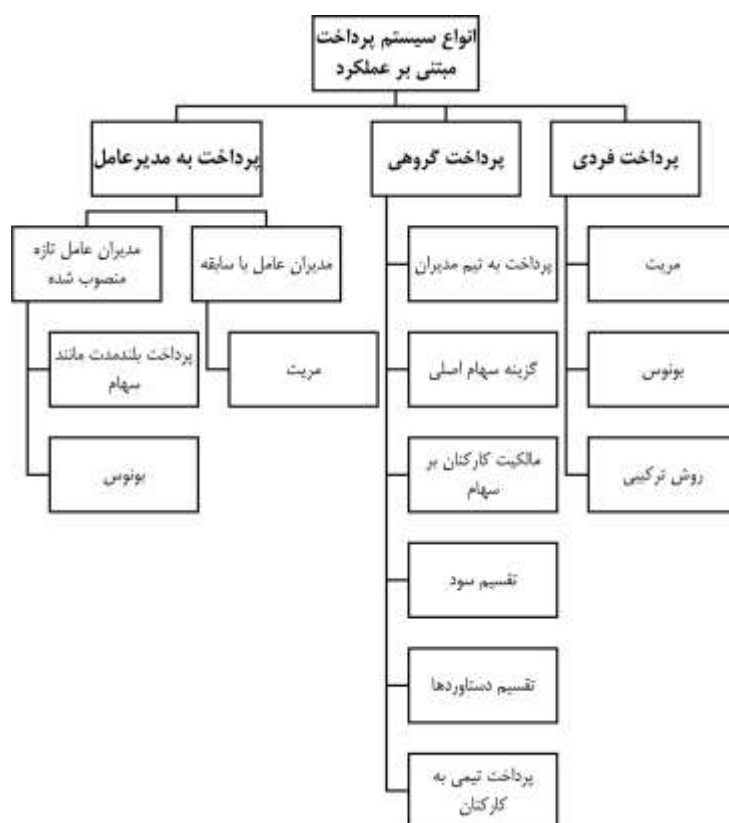 انواع سیستم پرداخت
مبتنی بر عملکرد
پرداخت فردی
پرداخت گروهی
پرداخت به مدیرعامل
مریت
بونوس
روش ترکیبی
پرداخت به تیم مدیران
گزینه سهام اصلی
مالکیت کارکنان بر
سهام
تقسیم سود
تقسیم دستاوردها
پرداخت تیمی به
کارکنان
مدیران عامل با سابقه
مریت
مدیران عامل تازه
منصوب شده
پرداخت بلندمدت مانند
سهام
بونوس